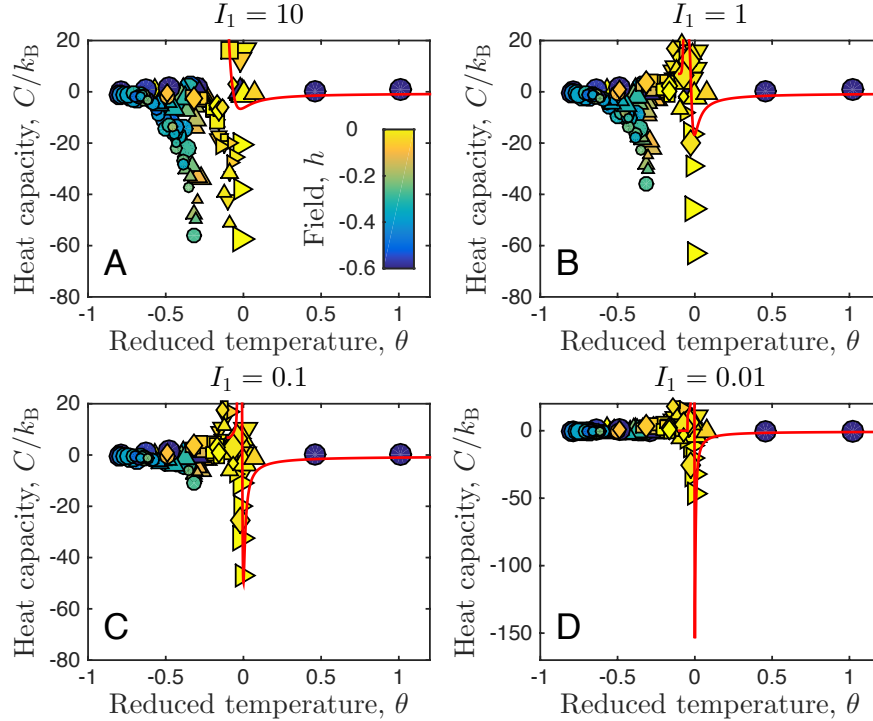 I₁ = 10
20
0
-20
-40
-60
-80
Heat capacity, C/k_B
A
Field, h
0
-0.2
-0.4
-0.6
-1 -0.5 0 0.5 1
Reduced temperature, θ
I₁ = 1
20
0
-20
-40
-60
-80
Heat capacity, C/k_B
B
-1 -0.5 0 0.5 1
Reduced temperature, θ
I₁ = 0.1
20
0
-20
-40
-60
-80
Heat capacity, C/k_B
C
-1 -0.5 0 0.5 1
Reduced temperature, θ
I₁ = 0.01
0
-50
-100
-150
Heat capacity, C/k_B
D
-1 -0.5 0 0.5 1
Reduced temperature, θ